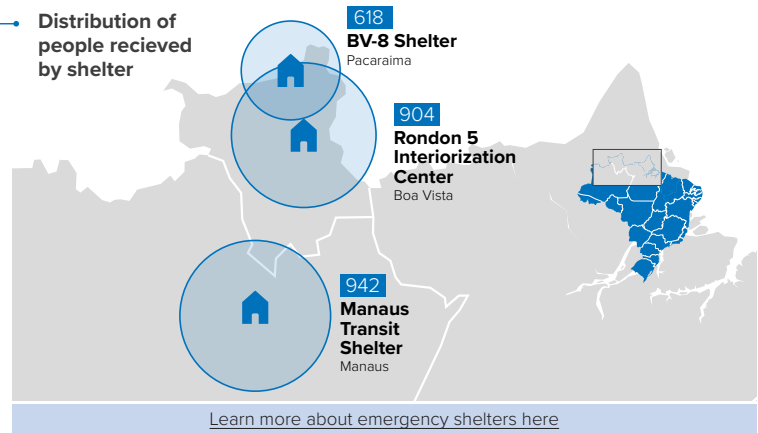 Distribution of
people recieved
by shelter
618
BV-8 Shelter
Pacaraima
904
Rondon 5
Interiorization
Center
Boa Vista
942
Manaus
Transit
Shelter
Manaus
Learn more about emergency shelters here